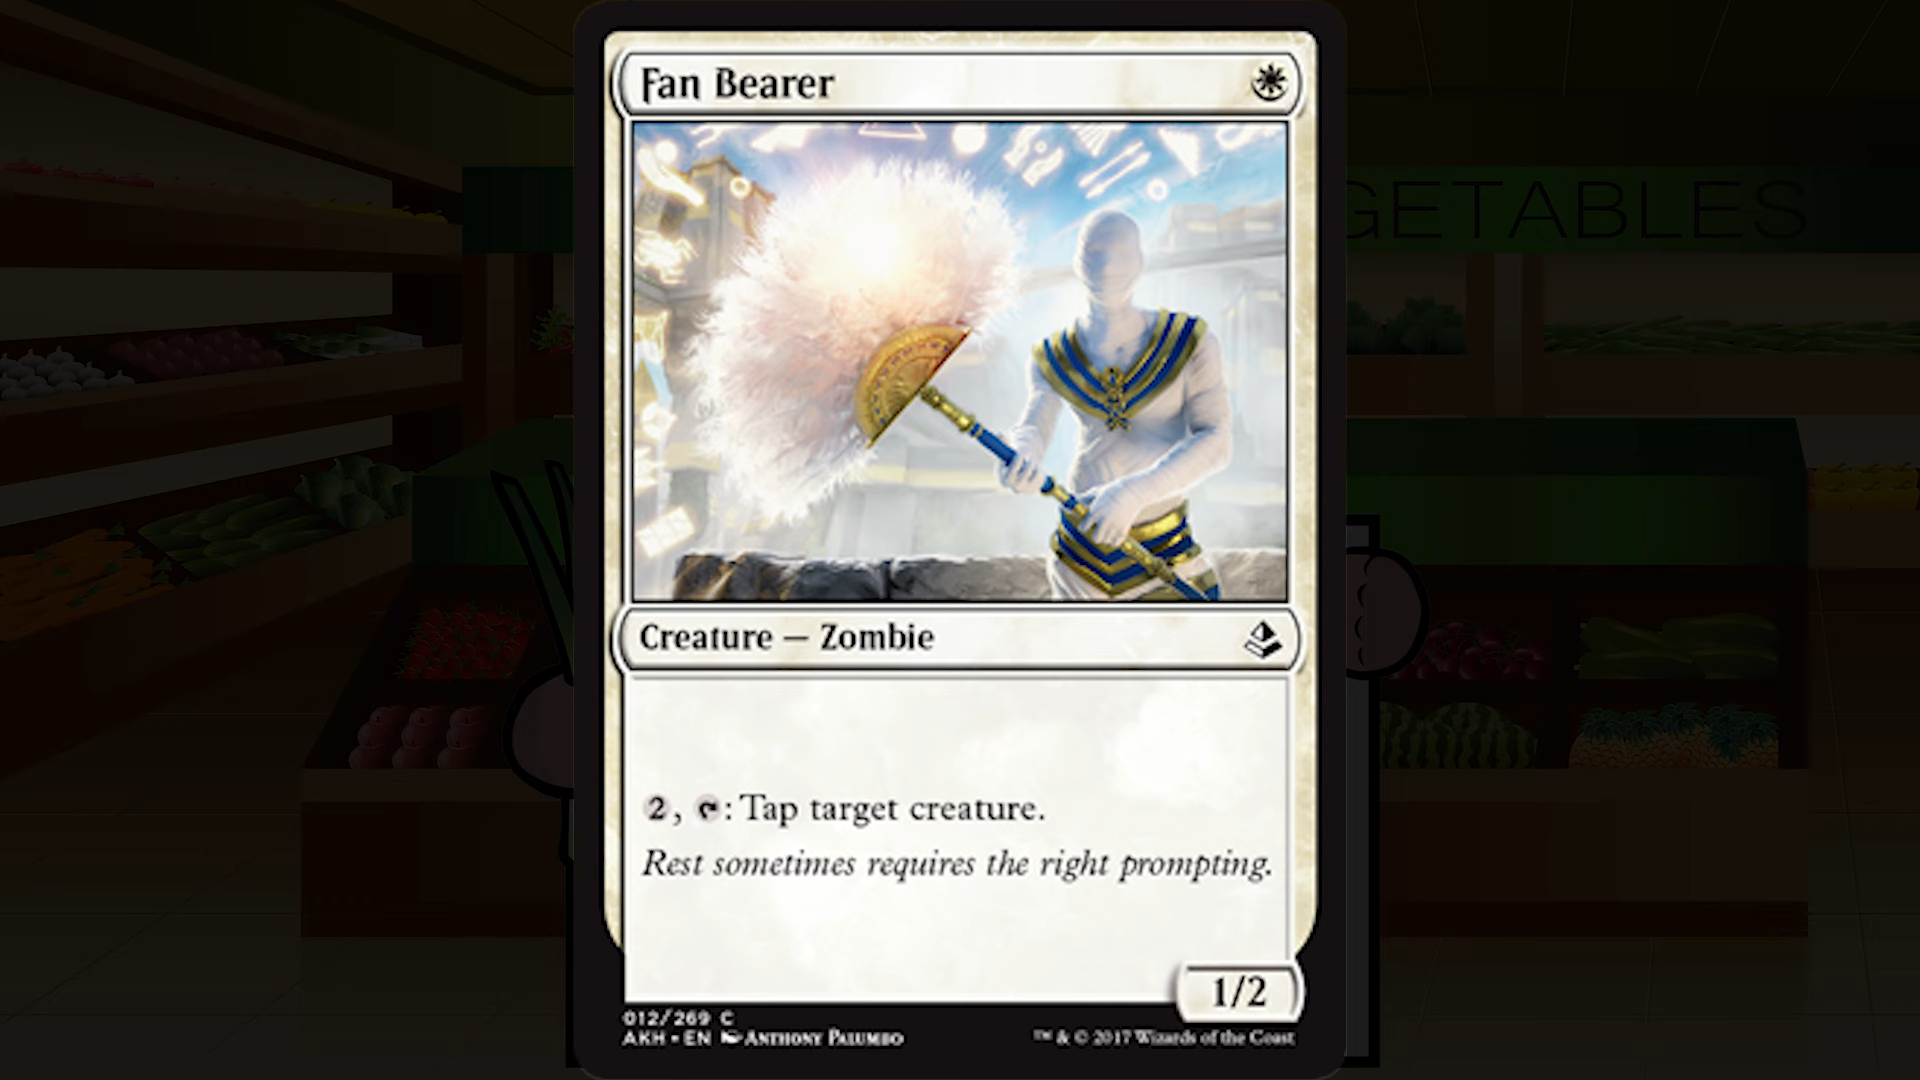 Fan Bearer
GETABLES
Creature — Zombie
2, : Tap target creature.
Rest sometimes requires the right prompting.
1/2
012/269 C
AKH • EN Anthony Palumbo
™ & © 2017 Wizards of the Coast